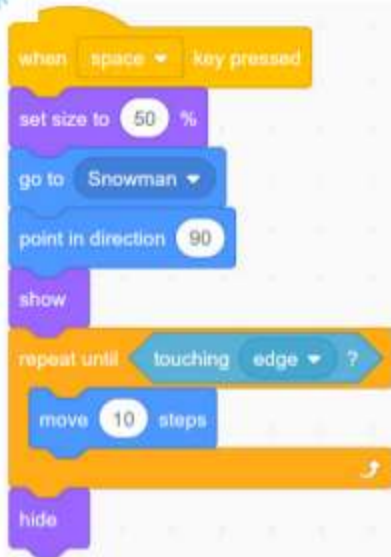 when space key pressed
set size to 50 %
go to Snowman
point in direction 90
show
repeat until touching edge ?
move 10 steps
hide